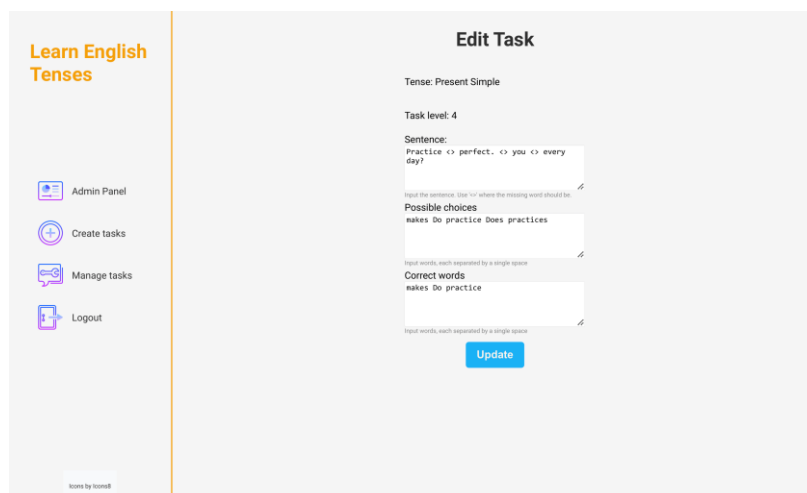 Learn English
Tenses
Admin Panel
Create tasks
Manage tasks
Logout
Icons by Icons8
Edit Task
Tense: Present Simple
Task level: 4
Sentence:
Practice <> perfect. <> you <> every
day?
Input the sentence. Use '<>' where the missing word should be.
Possible choices
makes Do practice Does practices
Input words, each separated by a single space
Correct words
makes Do practice
Input words, each separated by a single space
Update